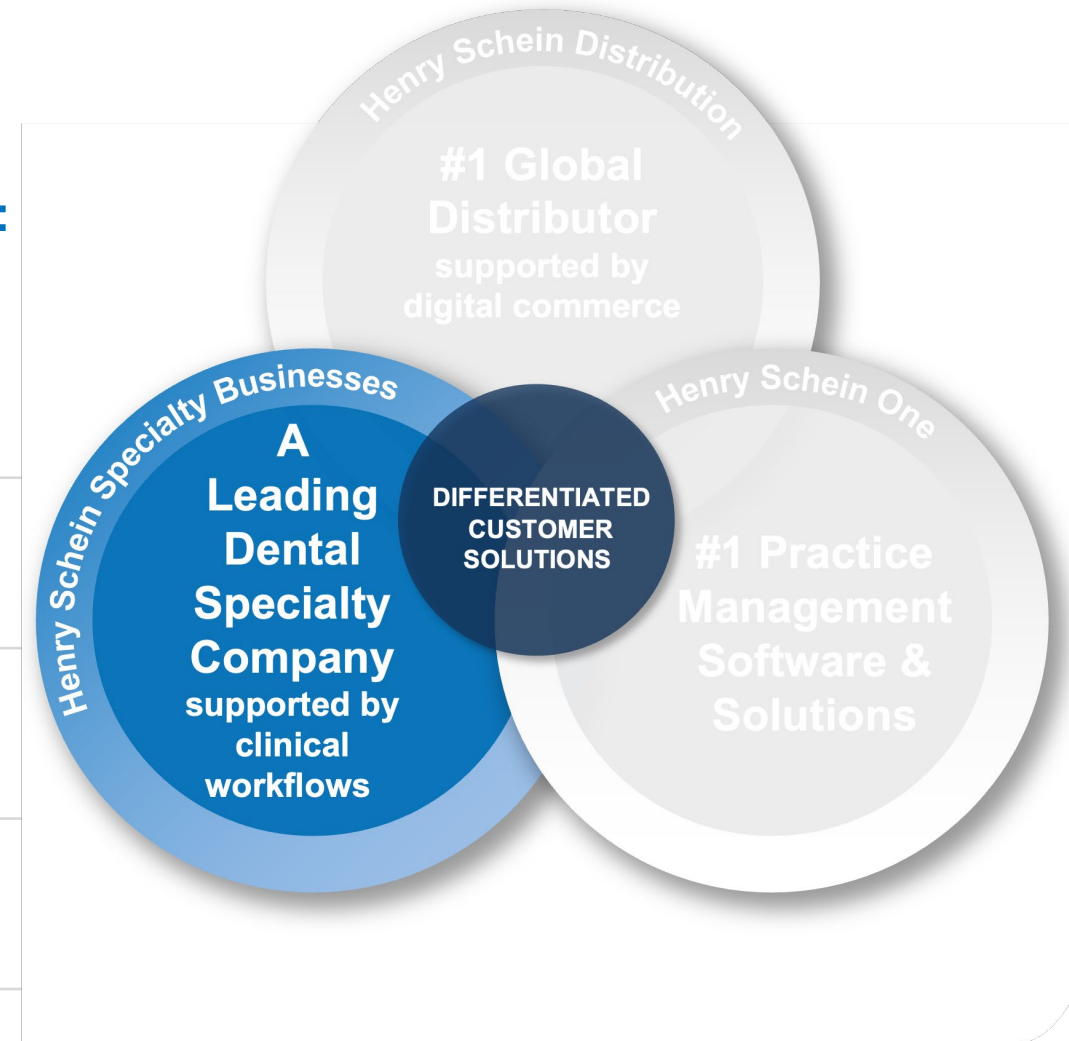 Henry Schein Distribution
#1 Global
Distributor
supported by
digital commerce
:
Henry Schein Specialty Businesses
A
Leading
Dental
Specialty
Company
supported by
clinical
workflows
DIFFERENTIATED
CUSTOMER
SOLUTIONS
Henry Schein One
#1 Practice
Management
Software &
Solutions